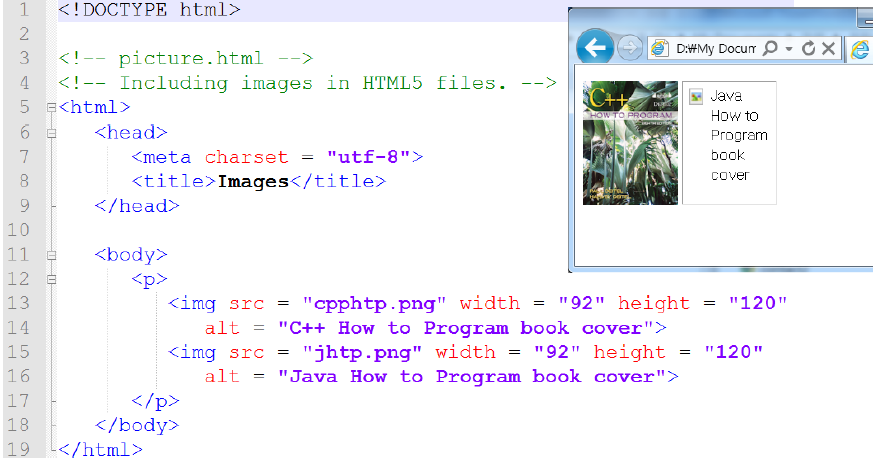 1 <!DOCTYPE html>
2
3 <!-- picture.html -->
4 <!-- Including images in HTML5 files. -->
5 <html>
6 <head>
7 <meta charset = "utf-8">
8 <title>Images</title>
9 </head>
10
11 <body>
12 <p>
13 <img src = "cpphtp.png" width = "92" height = "120"
14 alt = "C++ How to Program book cover">
15 <img src = "jhtp.png" width = "92" height = "120"
16 alt = "Java How to Program book cover">
17 </p>
18 </body>
19 </html>
D:₩My Docum
C++
HOW TO PROGRAM
Java
How to
Program
book
cover